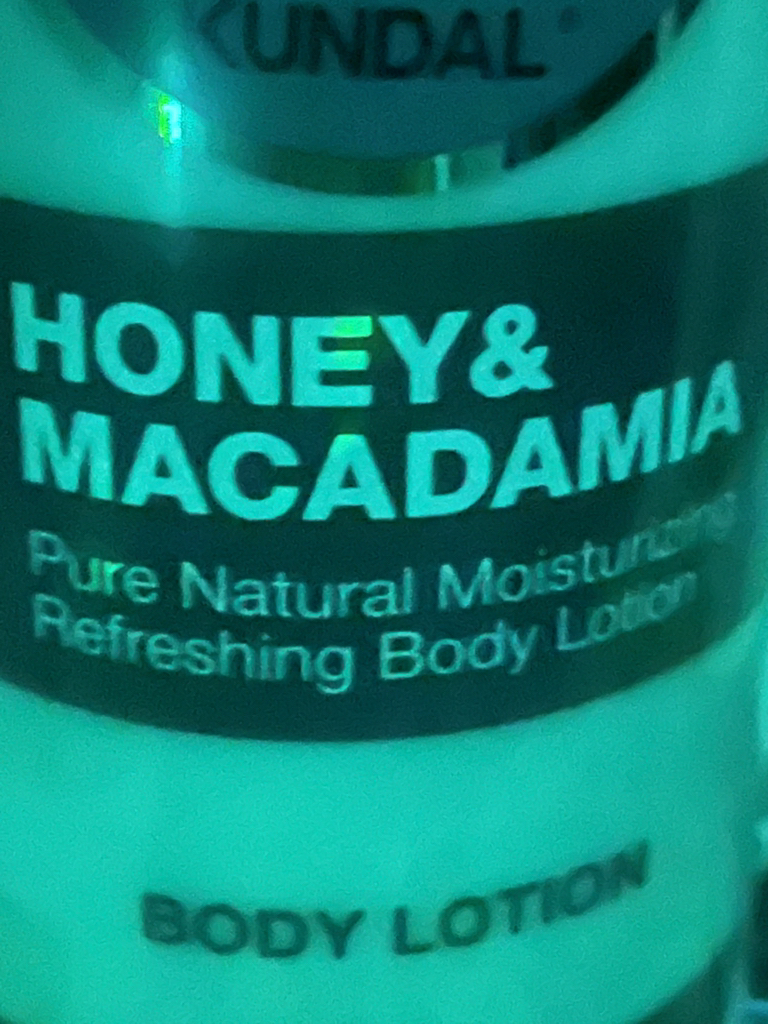 KUNDAL
HONEY&
MACADAMIA
Pure Natural Moisturizing
Refreshing Body Lotion
BODY LOTION